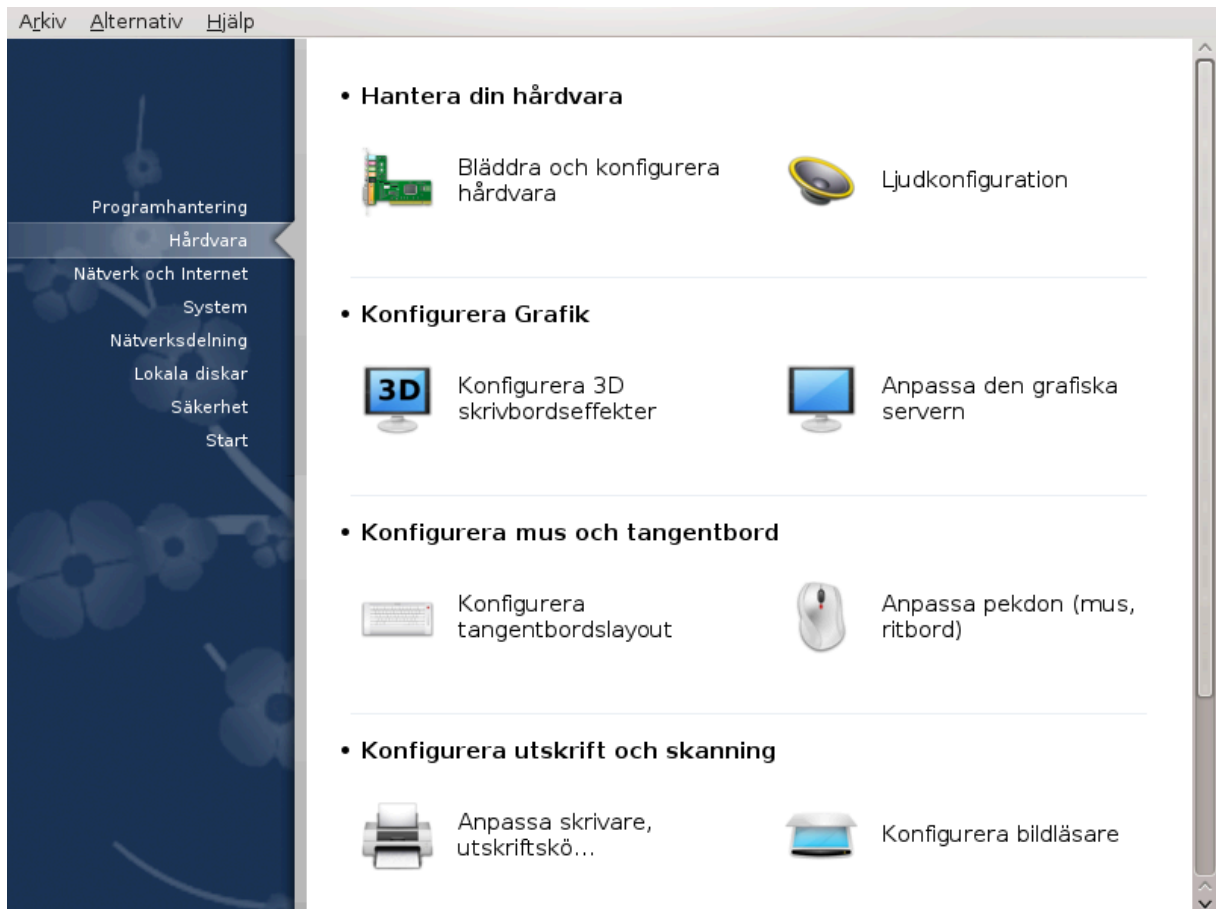 Arkiv Alternativ Hjälp
Programhantering
Hårdvara
Nätverk och Internet
System
Nätverksdelning
Lokala diskar
Säkerhet
Start
• Hantera din hårdvara
Bläddra och konfigurera
hårdvara
Ljudkonfiguration
• Konfigurera Grafik
3D
Konfigurera 3D
skrivbordseffekter
Anpassa den grafiska
servern
• Konfigurera mus och tangentbord
Konfigurera
tangentbordslayout
Anpassa pekdon (mus,
ritbord)
• Konfigurera utskrift och skanning
Anpassa skrivare,
utskriftskö...
Konfigurera bildläsare